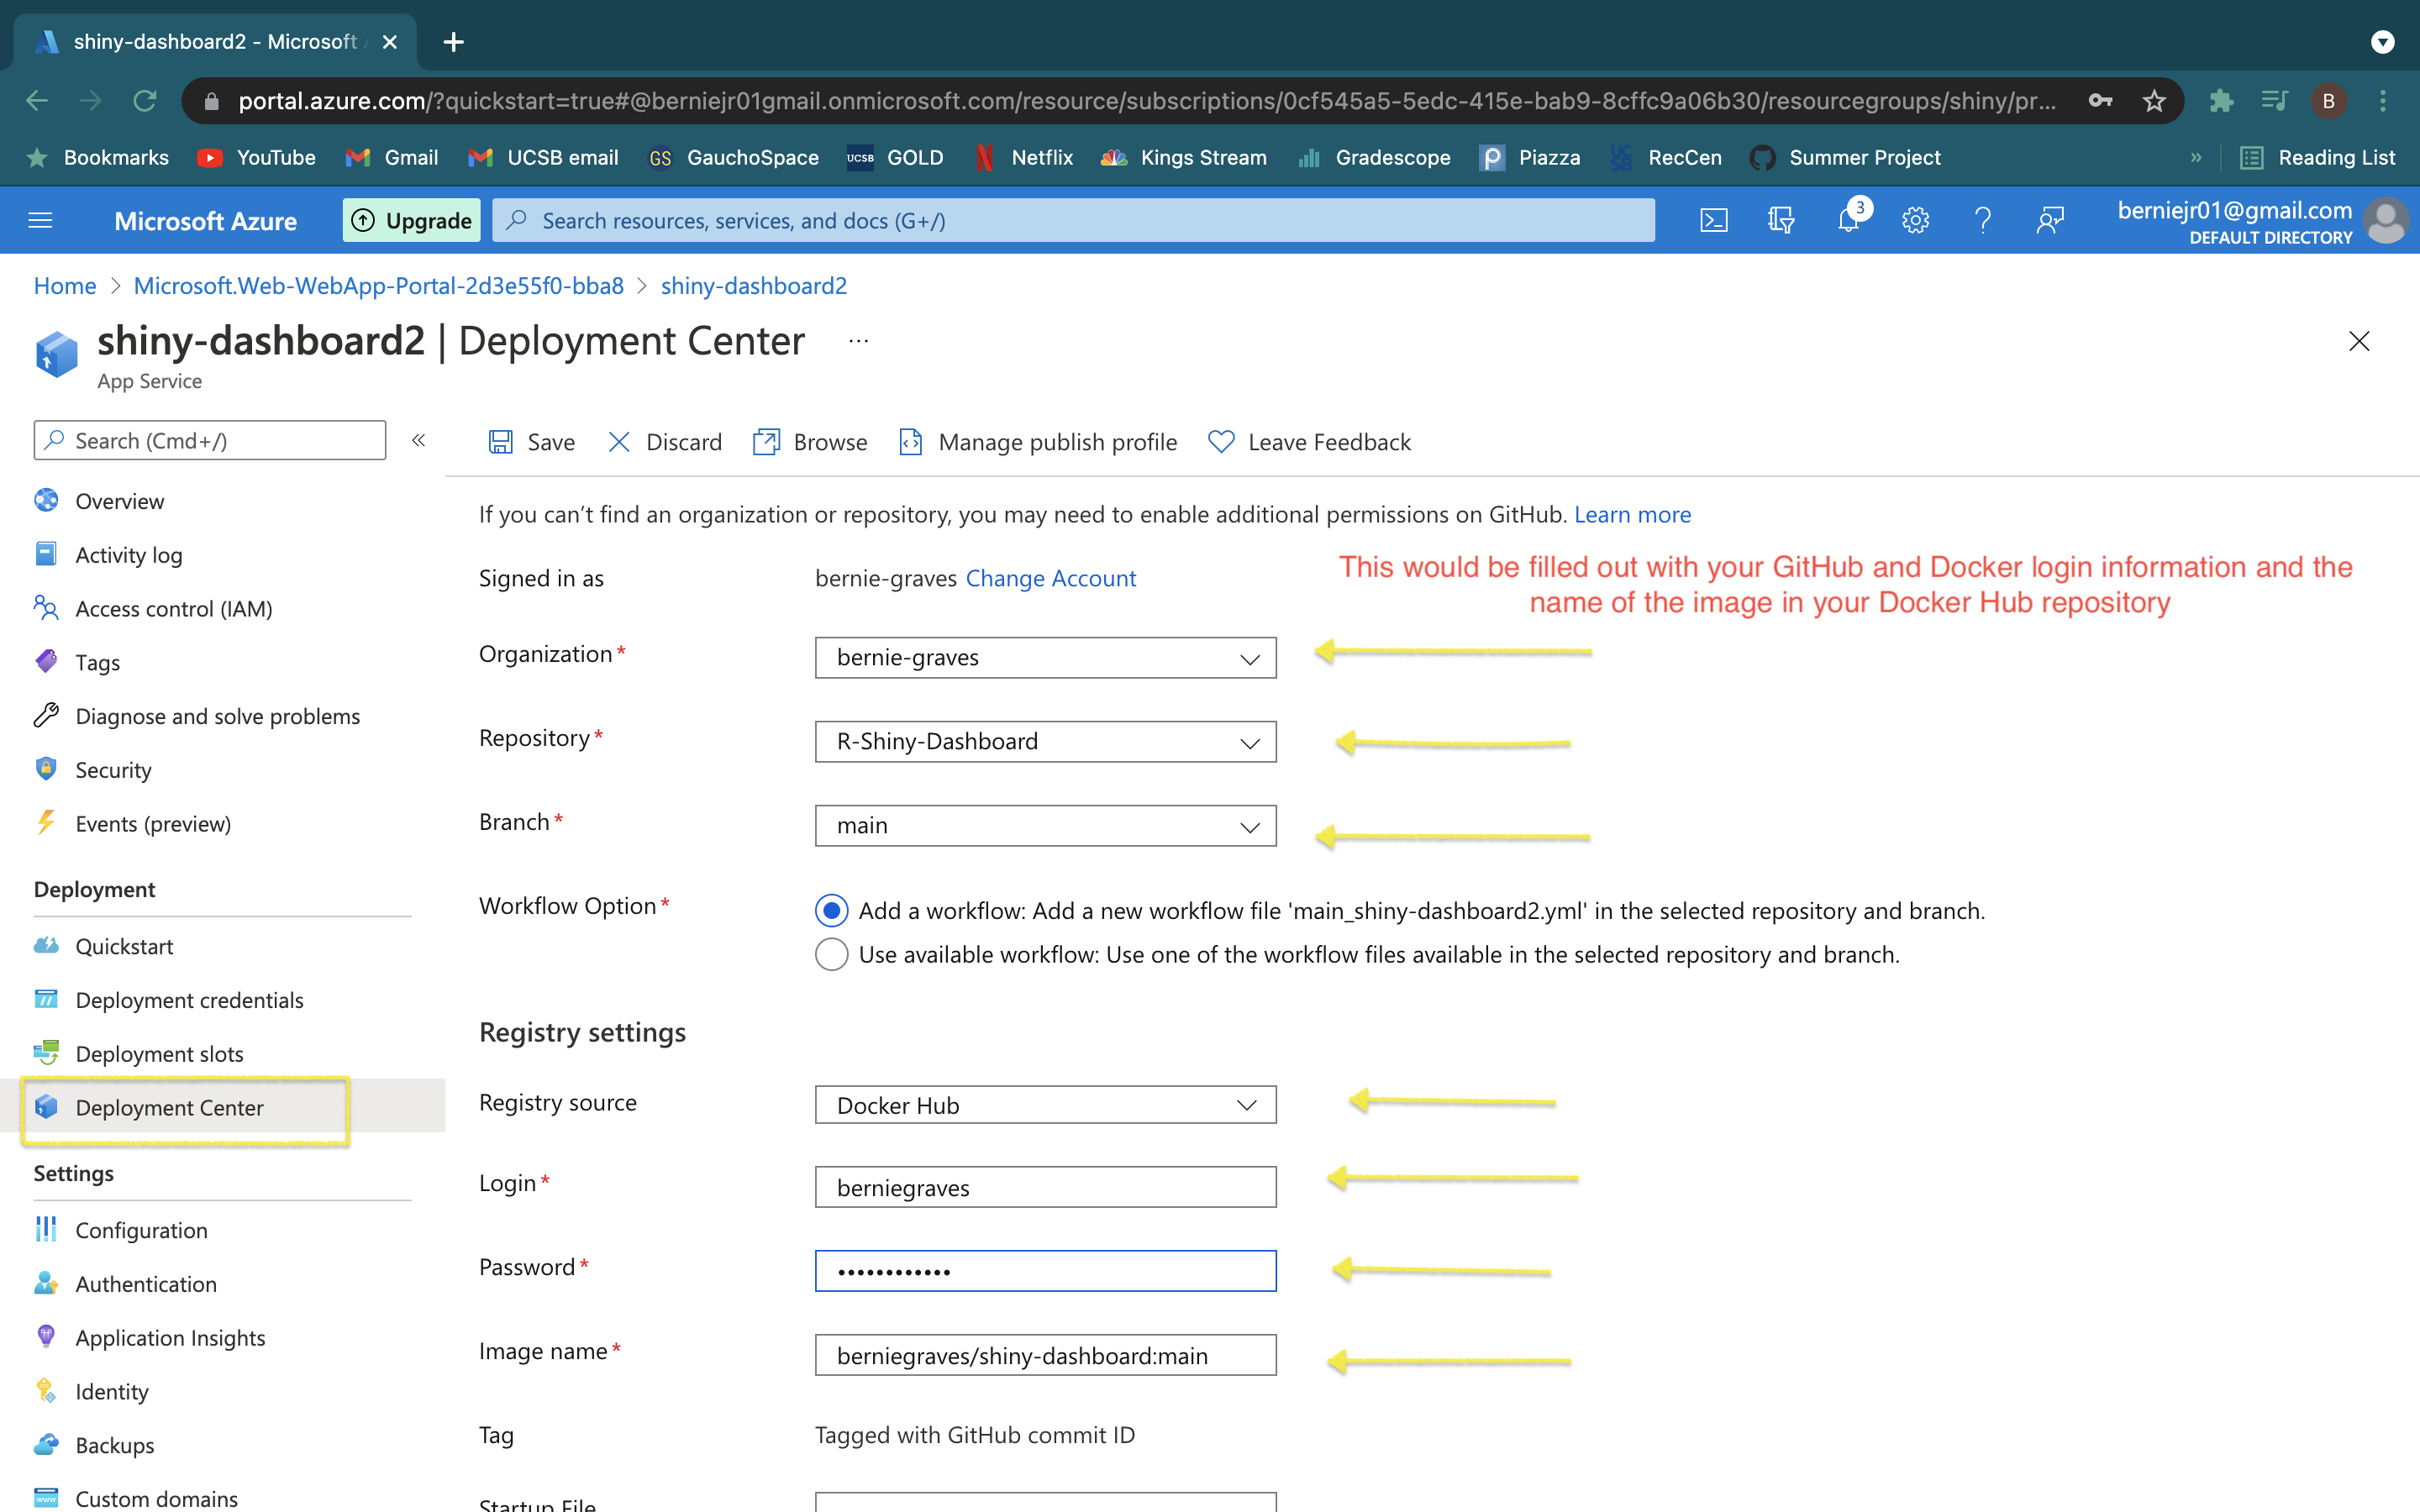 shiny-dashboard2 - Microsoft
portal.azure.com/?quickstart=true#@berniejr01gmail.onmicrosoft.com/resource/subscriptions/0cf545a5-5edc-415e-bab9-8cffc9a06b30/resourcegroups/shiny/pr...
B
Bookmarks YouTube Gmail UCSB email GS GauchoSpace UCSB GOLD Netflix Kings Stream Gradescope Piazza UCSB RecCen Summer Project » Reading List
Microsoft Azure Upgrade Search resources, services, and docs (G+/) 3 berniejr01@gmail.com
DEFAULT DIRECTORY
Home > Microsoft.Web-WebApp-Portal-2d3e55f0-bba8 > shiny-dashboard2
shiny-dashboard2 | Deployment Center ...
App Service
Search (Cmd+/) «
Save Discard Browse Manage publish profile Leave Feedback
Overview
Activity log
Access control (IAM)
Tags
Diagnose and solve problems
Security
Events (preview)
Deployment
Quickstart
Deployment credentials
Deployment slots
Deployment Center
Settings
Configuration
Authentication
Application Insights
Identity
Backups
Custom domains
If you can't find an organization or repository, you may need to enable additional permissions on GitHub. Learn more
Signed in as bernie-graves Change Account
This would be filled out with your GitHub and Docker login information and the
name of the image in your Docker Hub repository
Organization* bernie-graves
Repository* R-Shiny-Dashboard
Branch* main
Workflow Option* Add a workflow: Add a new workflow file 'main_shiny-dashboard2.yml' in the selected repository and branch.
Use available workflow: Use one of the workflow files available in the selected repository and branch.
Registry settings
Registry source Docker Hub
Login* berniegraves
Password* ••••••••••••
Image name* berniegraves/shiny-dashboard:main
Tag Tagged with GitHub commit ID
Startup File